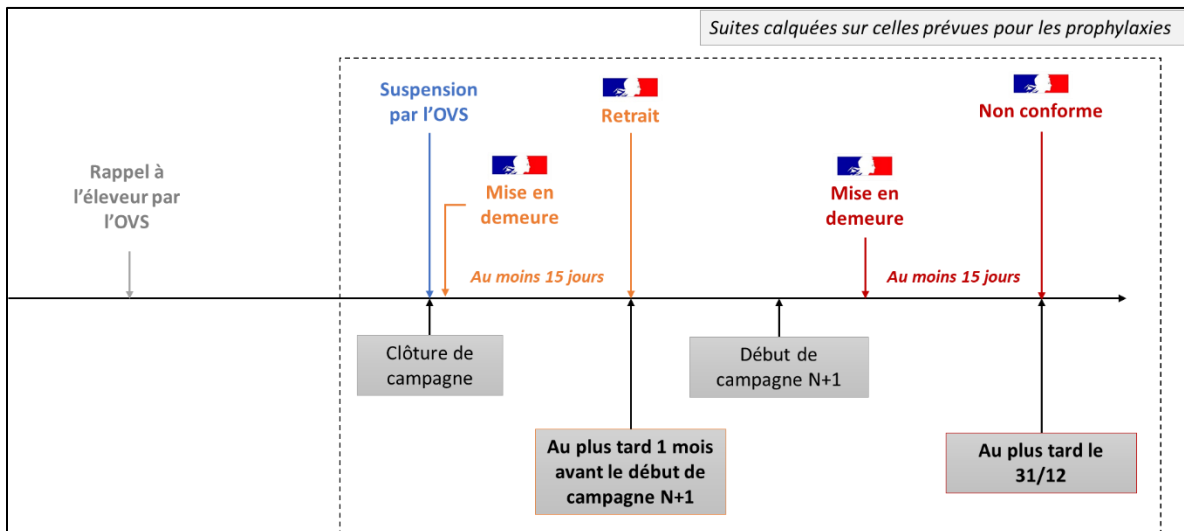 Suites calquées sur celles prévues pour les prophylaxies
Rappel à
l’éleveur par
l’OVS
Suspension
par l’OVS
Mise en
demeure
Retrait
Mise en
demeure
Non conforme
Au moins 15 jours
Au moins 15 jours
Clôture de
campagne
Début de
campagne N+1
Au plus tard 1 mois
avant le début de
campagne N+1
Au plus tard le
31/12